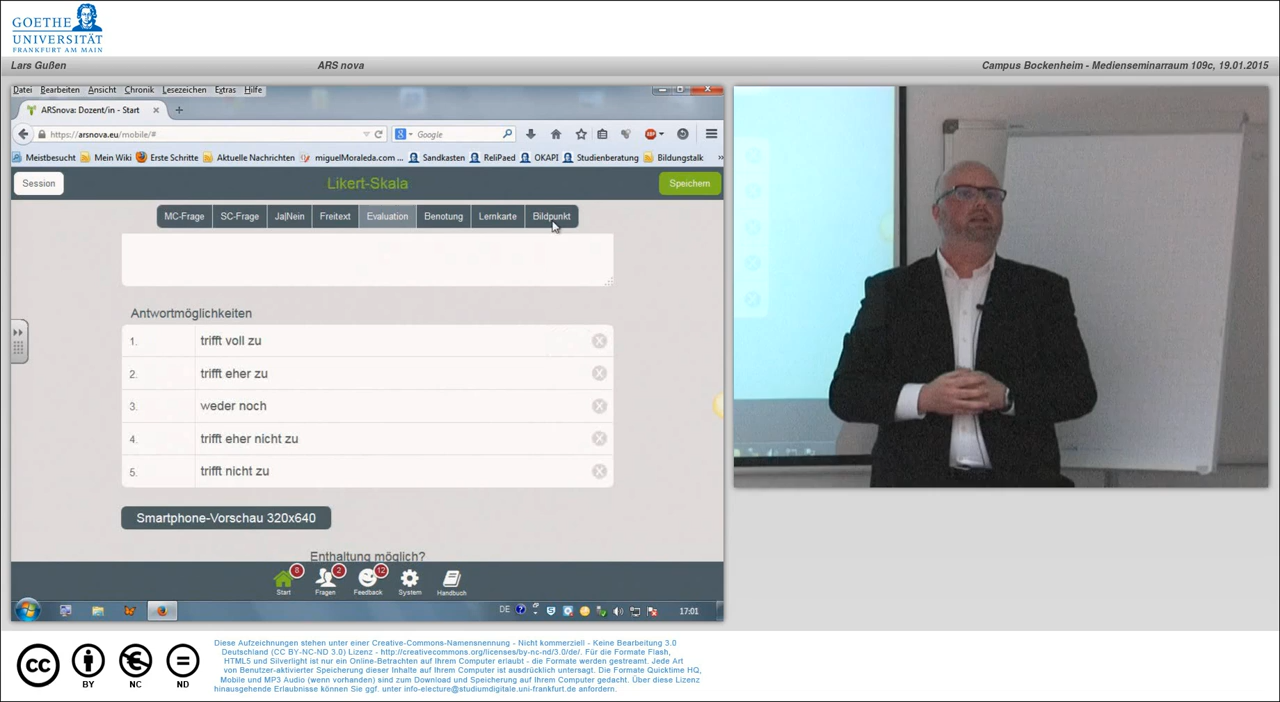 GOETHE
UNIVERSITÄT
FRANKFURT AM MAIN
Lars Gußen
ARS nova
Campus Bockenheim - Medienseminarraum 109c, 19.01.2015
Datei Bearbeiten Ansicht Chronik Lesezeichen Extras Hilfe
ARSnova: Dozent/in - Start
https://arsnova.eu/mobile/#
Google
Meistbesucht Mein Wiki Erste Schritte Aktuelle Nachrichten miguelMoraleda.com ... Sandkasten ReliPaed OKAPI Studienberatung Bildungstalk
Session
Likert-Skala
Speichern
MC-Frage SC-Frage Ja|Nein Freitext Evaluation Benotung Lernkarte Bildpunkt
Antwortmöglichkeiten
1. trifft voll zu
2. trifft eher zu
3. weder noch
4. trifft eher nicht zu
5. trifft nicht zu
Smartphone-Vorschau 320x640
Enthaltung möglich?
8 2 12
Start Fragen Feedback System Handbuch
DE 17:01
cc
BY NC ND
Diese Aufzeichnungen stehen unter einer Creative-Commons-Namensnennung - Nicht kommerziell - Keine Bearbeitung 3.0
Deutschland (CC BY-NC-ND 3.0) Lizenz - http://creativecommons.org/licenses/by-nc-nd/3.0/de/. Für die Formate Flash,
HTML5 und Silverlight ist nur ein Online-Betrachten auf Ihrem Computer erlaubt - die Formate werden gestreamt. Jede Art
von Benutzer-aktivierter Speicherung dieser Inhalte auf Ihrem Computer ist ausdrücklich untersagt. Die Formate Quicktime HQ,
Mobile und MP3 Audio (wenn vorhanden) sind zum Download und Speicherung auf Ihrem Computer gedacht. Über diese Lizenz
hinausgehende Erlaubnisse können Sie ggf. unter info-electure@studiumdigitale.uni-frankfurt.de anfordern.